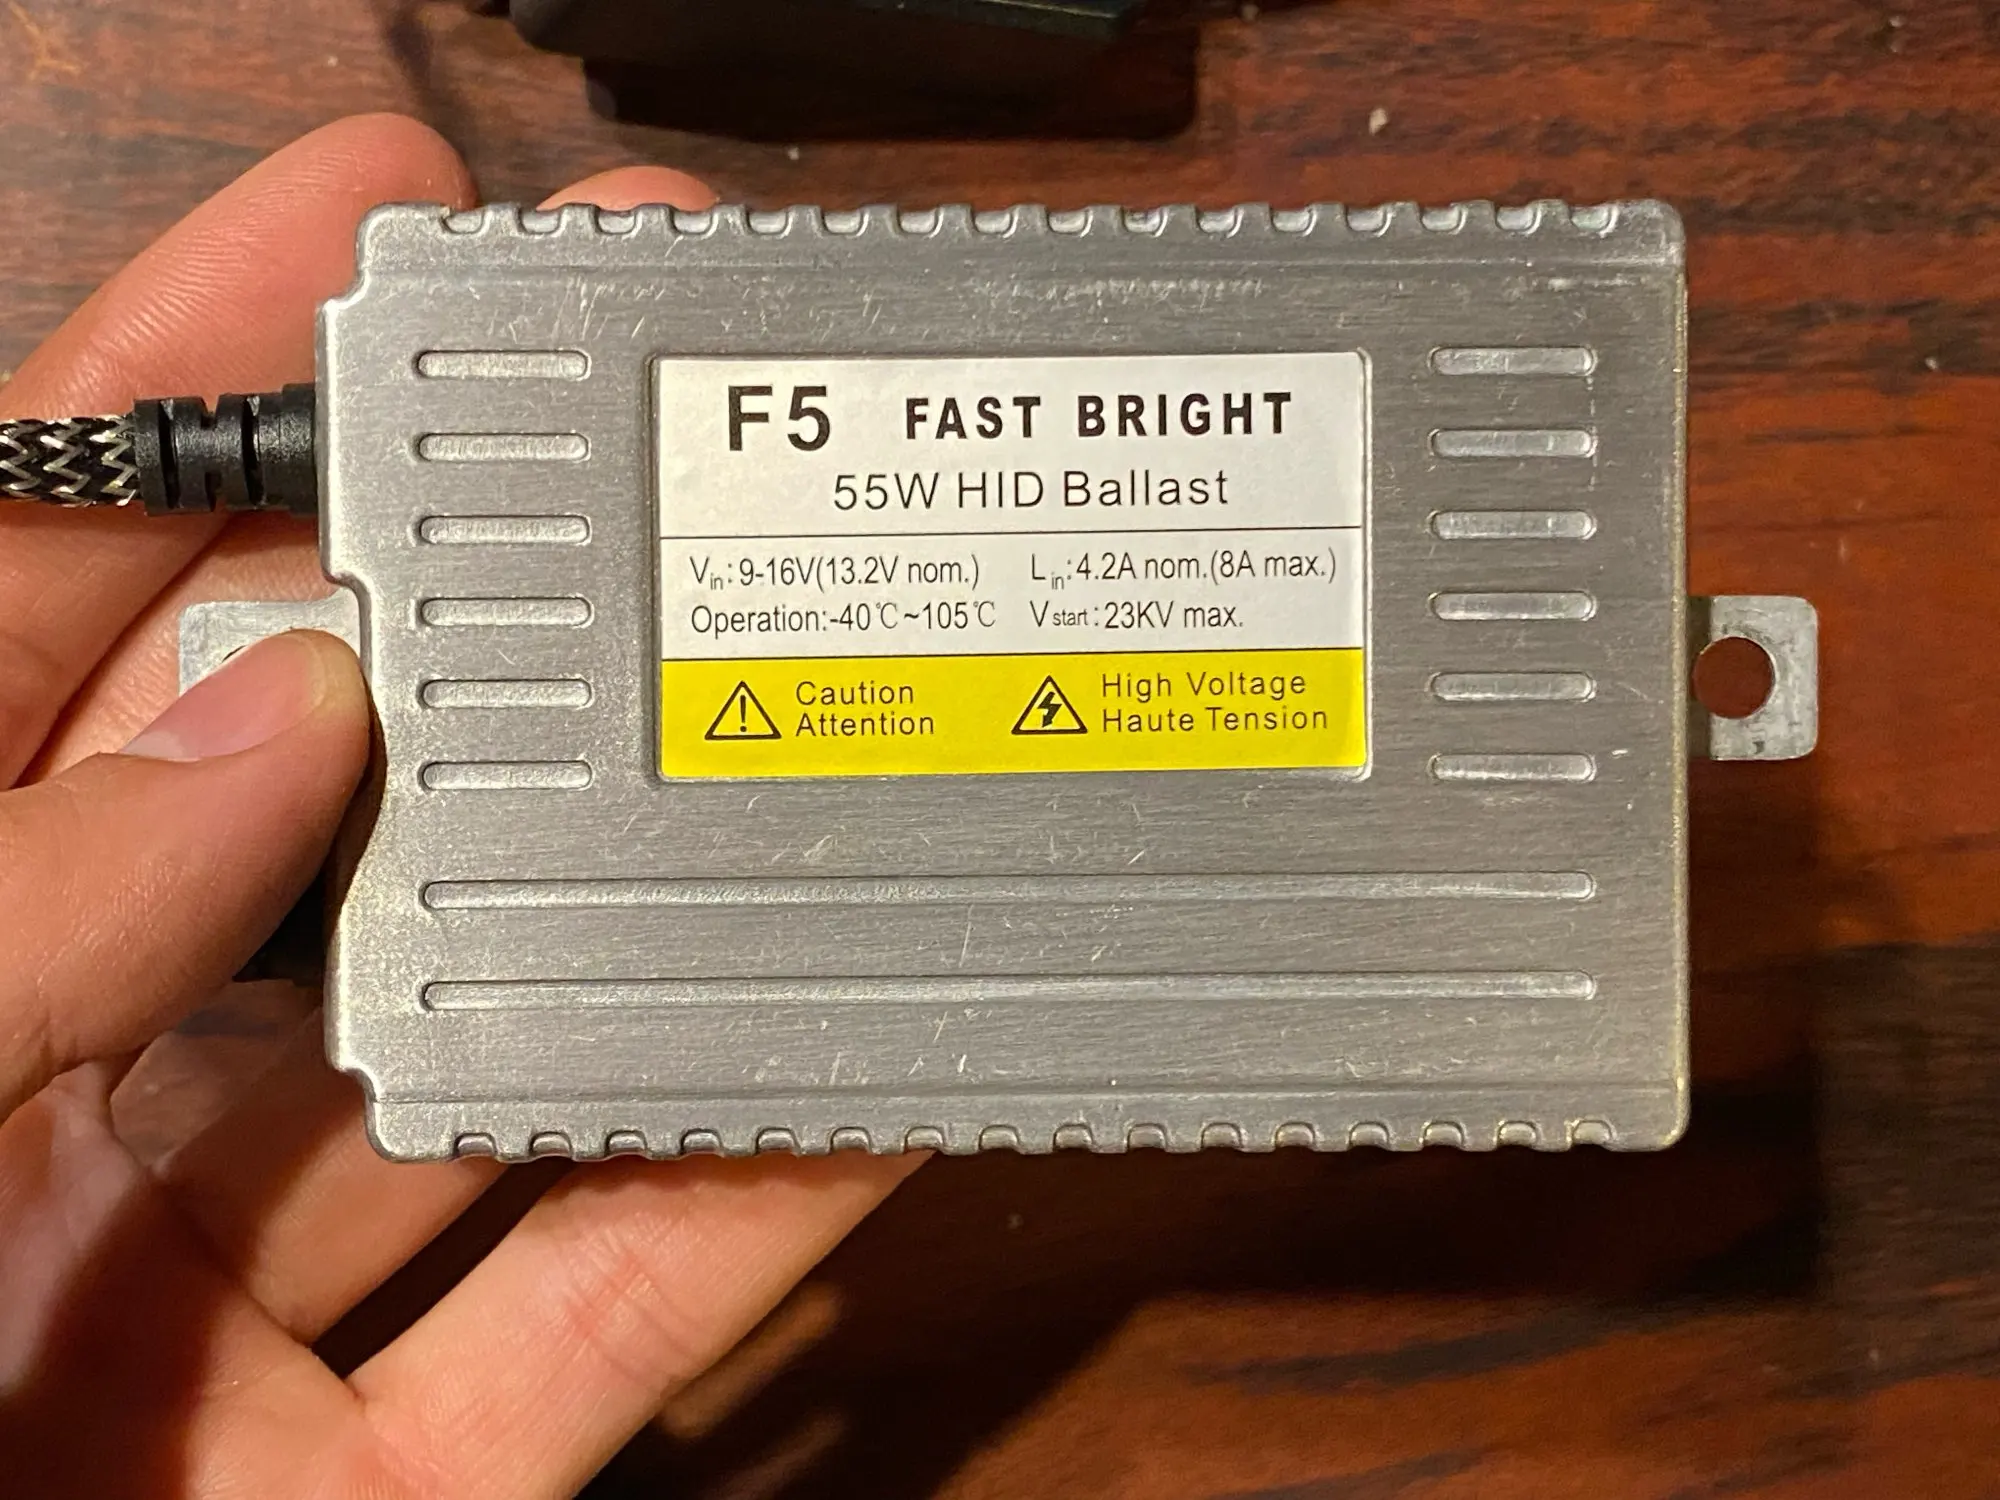 F5 FAST BRIGHT
55W HID Ballast
Vin: 9-16V(13.2V nom.) Lin:4.2A nom.(8A max.)
Operation:-40℃~105℃ Vstart: 23KV max.
Caution High Voltage
Attention Haute Tension